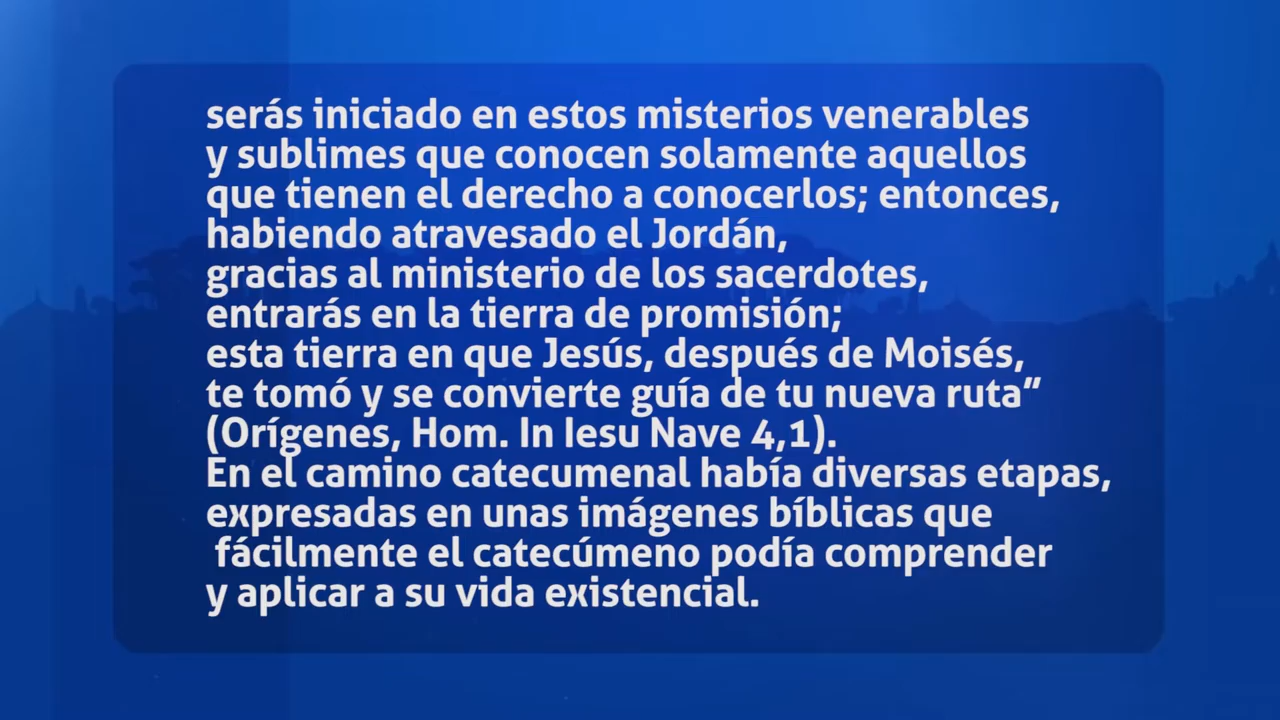 serás iniciado en estos misterios venerables
y sublimes que conocen solamente aquellos
que tienen el derecho a conocerlos; entonces,
habiendo atravesado el Jordán,
gracias al ministerio de los sacerdotes,
entrarás en la tierra de promisión;
esta tierra en que Jesús, después de Moisés,
te tomó y se convierte guía de tu nueva ruta”
(Orígenes, Hom. In Iesu Nave 4,1).
En el camino catecumenal había diversas etapas,
expresadas en unas imágenes bíblicas que
fácilmente el catecúmeno podía comprender
y aplicar a su vida existencial.